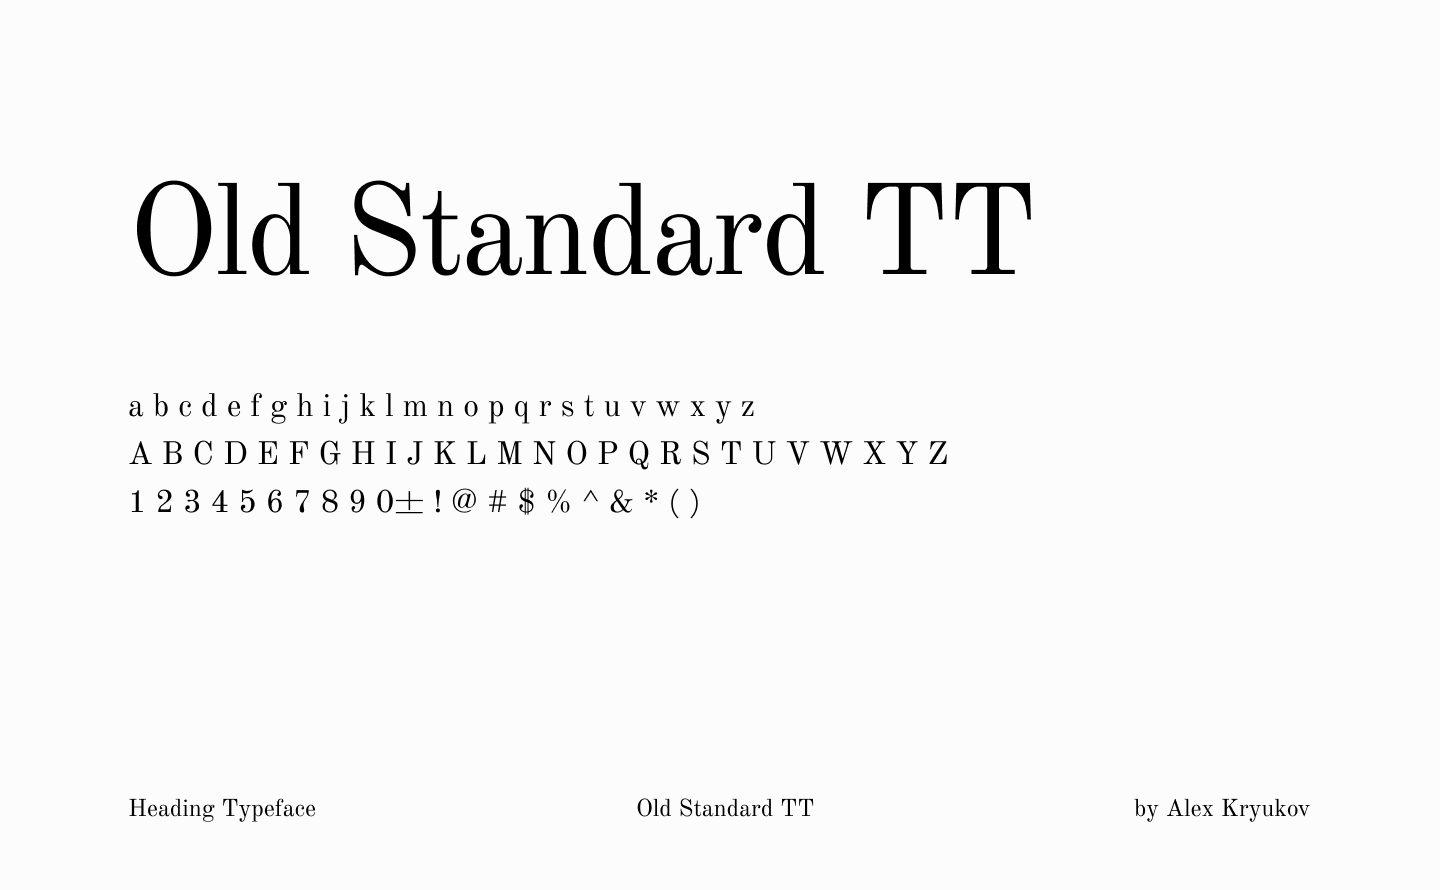 Old Standard TT
a b c d e f g h i j k l m n o p q r s t u v w x y z
A B C D E F G H I J K L M N O P Q R S T U V W X Y Z
1 2 3 4 5 6 7 8 9 0± ! @ # $ % ^ & * ( )
Heading Typeface
Old Standard TT
by Alex Kryukov